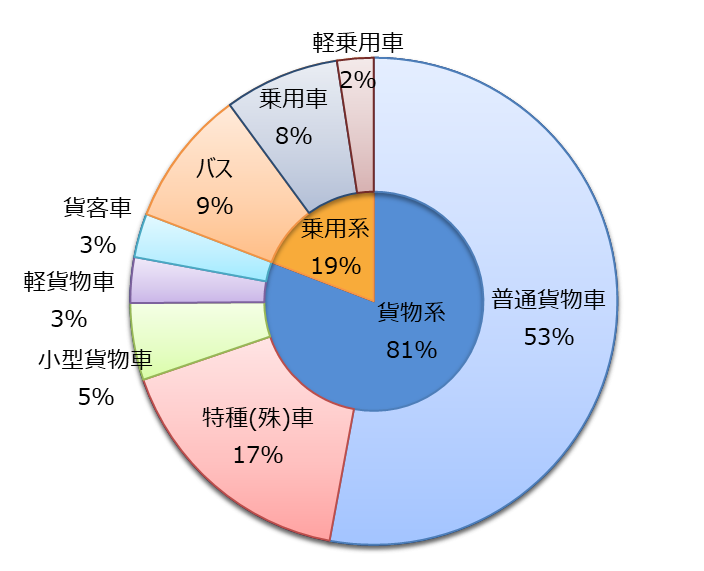 軽乗用車
2%
乗用車
8%
バス
9%
貨客車
3%
軽貨物車
3%
小型貨物車
5%
特種(殊)車
17%
普通貨物車
53%
乗用系
19%
貨物系
81%